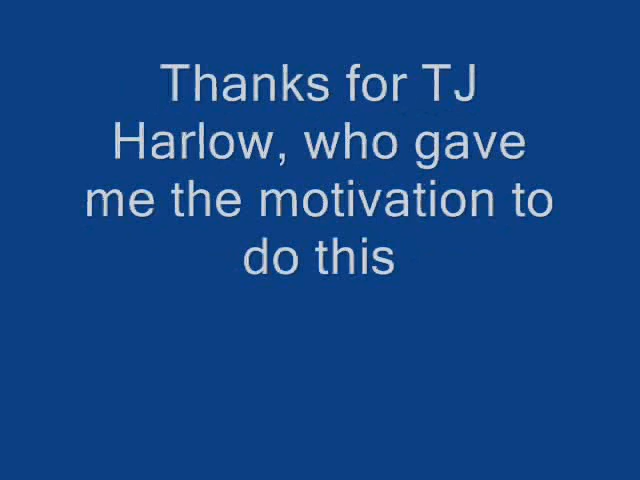 Thanks for TJ
Harlow, who gave
me the motivation to
do this